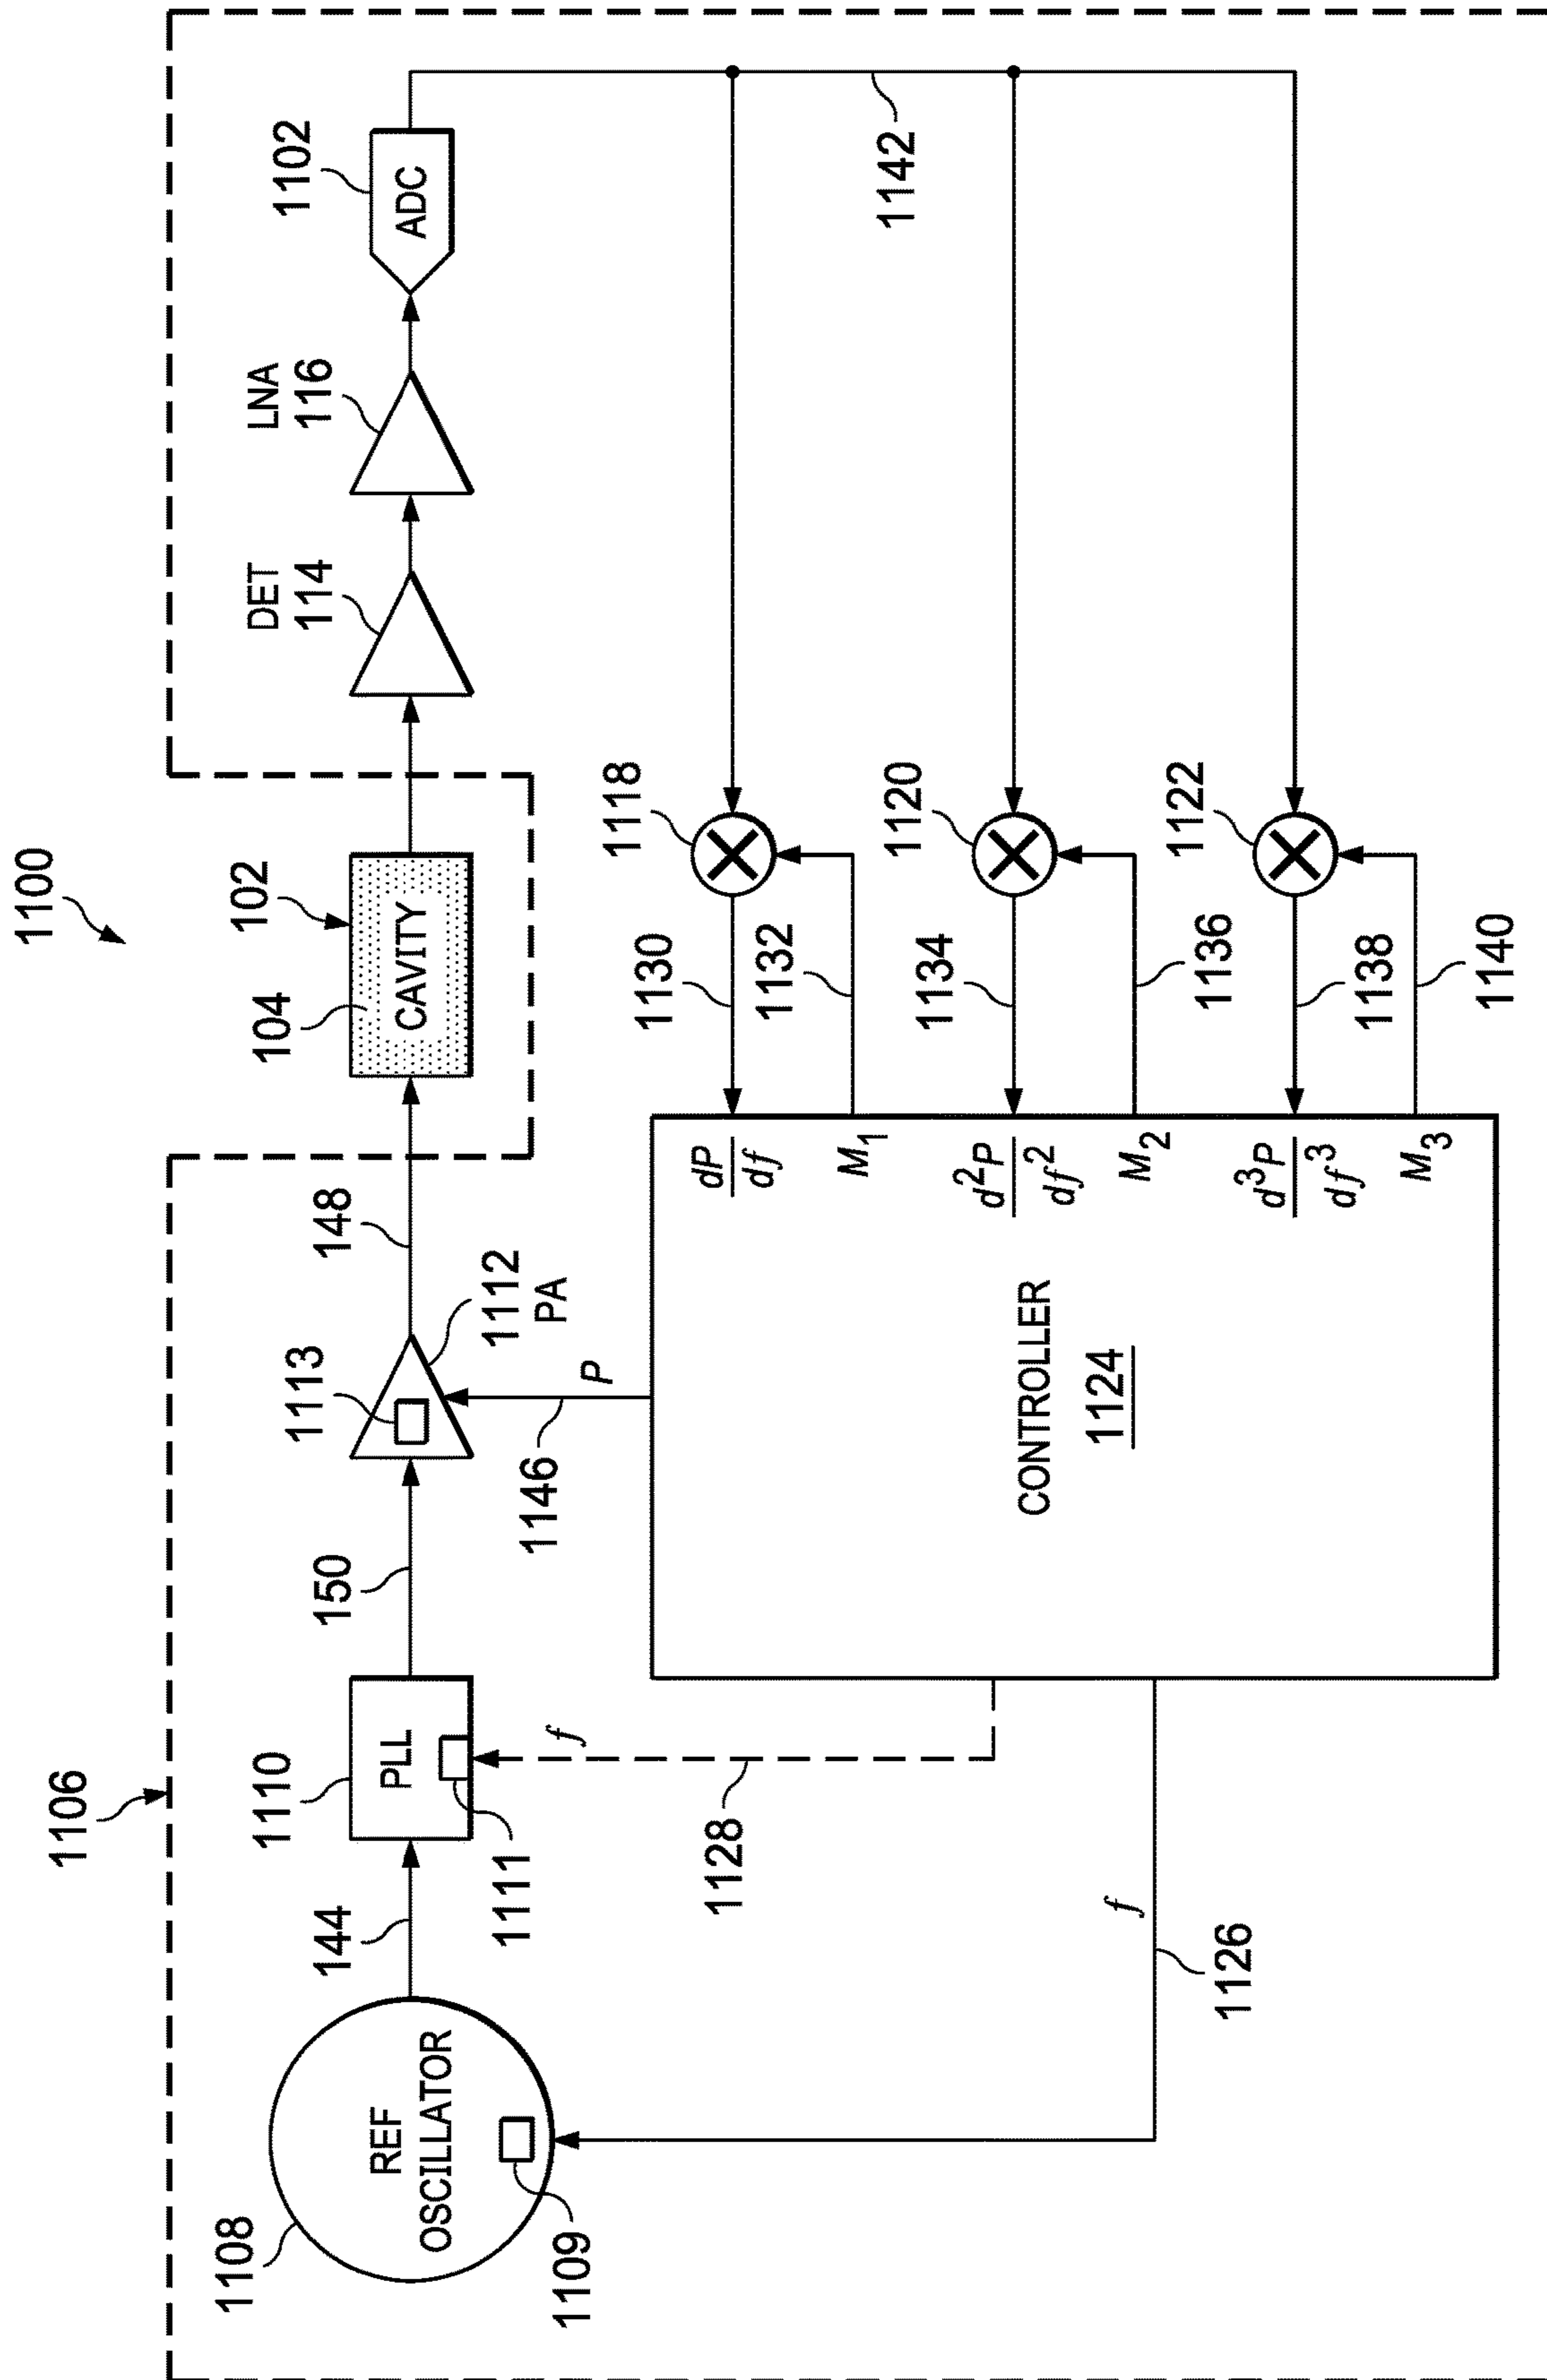 1100
1106
1108
REF
OSCILLATOR
1109
144
1110
PLL
1111
150
1113
1112
PA
148
104
102
CAVITY
DET
114
LNA
116
1102
ADC
f
1128
f
1126
1146
P
CONTROLLER
1124
dP
df
M1
d2P
df2
M2
d3P
df3
M3
1130
1132
1118
1134
1136
1120
1138
1140
1122
1142